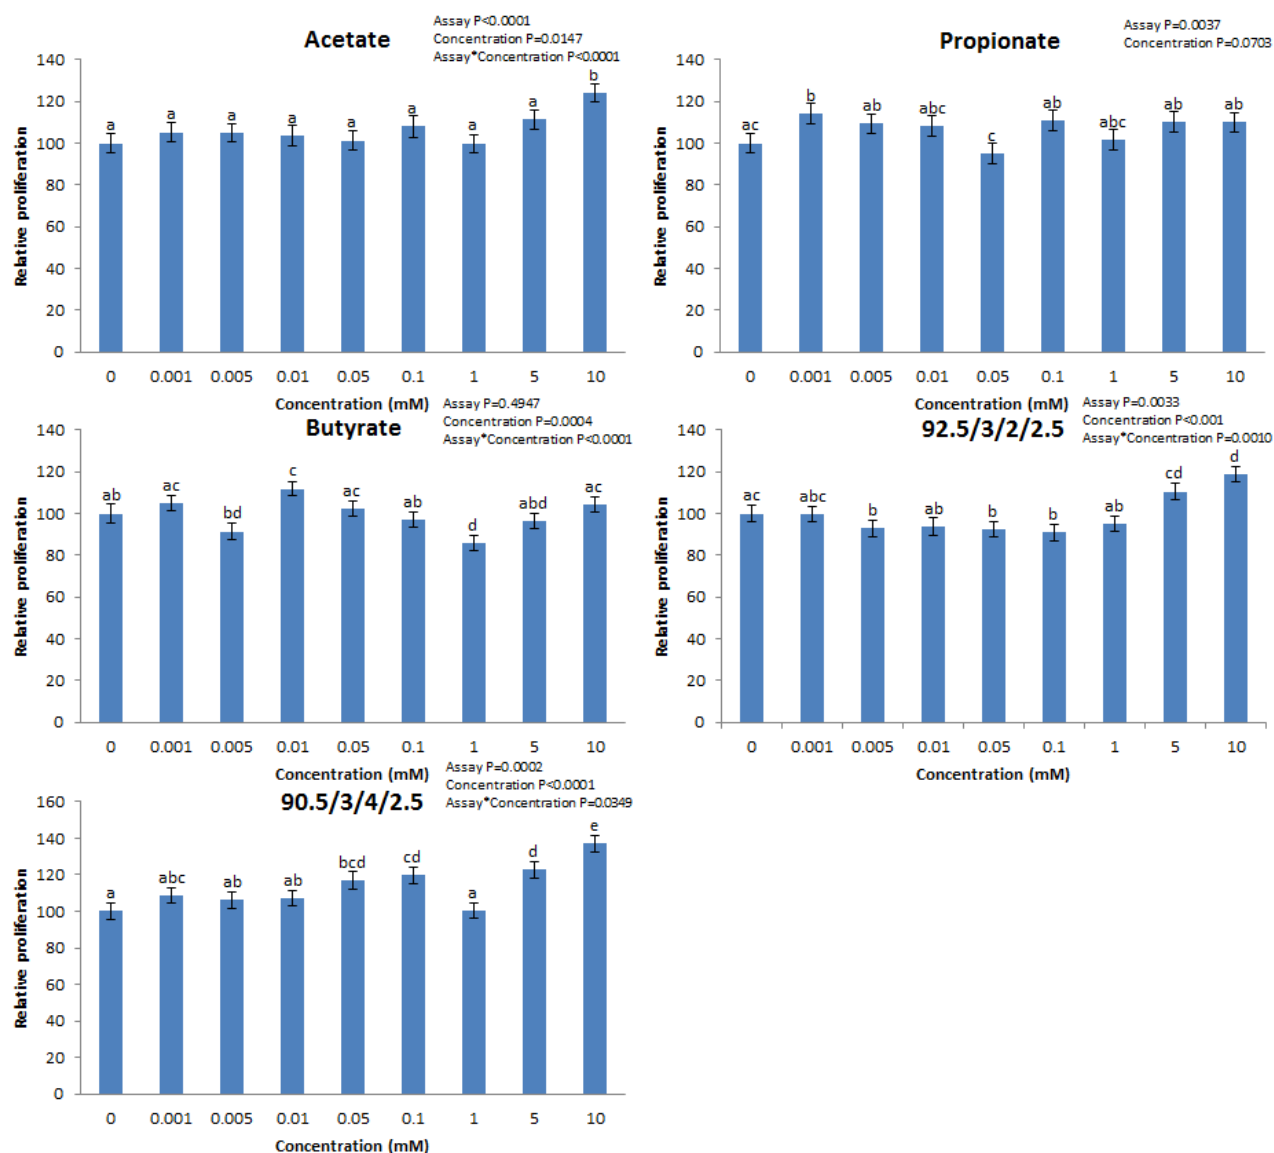 Acetate
Assay P<0.0001
Concentration P=0.0147
Assay*Concentration P<0.0001
Relative proliferation
140
120
100
80
60
40
20
0
a a a a a a a a b
0 0.001 0.005 0.01 0.05 0.1 1 5 10
Concentration (mM)
Propionate
Assay P=0.0037
Concentration P=0.0703
Relative proliferation
140
120
100
80
60
40
20
0
ac b ab abc c ab abc ab ab
0 0.001 0.005 0.01 0.05 0.1 1 5 10
Concentration (mM)
Butyrate
Assay P=0.4947
Concentration P=0.0004
Assay*Concentration P<0.0001
Relative proliferation
140
120
100
80
60
40
20
0
ab ac bd c ac ab d abd ac
0 0.001 0.005 0.01 0.05 0.1 1 5 10
Concentration (mM)
92.5/3/2/2.5
Assay P=0.0033
Concentration P<0.001
Assay*Concentration P=0.0010
Relative proliferation
140
120
100
80
60
40
20
0
ac abc b ab b b ab cd d
0 0.001 0.005 0.01 0.05 0.1 1 5 10
Concentration (mM)
90.5/3/4/2.5
Assay P=0.0002
Concentration P<0.0001
Assay*Concentration P=0.0349
Relative proliferation
160
140
120
100
80
60
40
20
0
a abc ab ab bcd cd a d e
0 0.001 0.005 0.01 0.05 0.1 1 5 10
Concentration (mM)